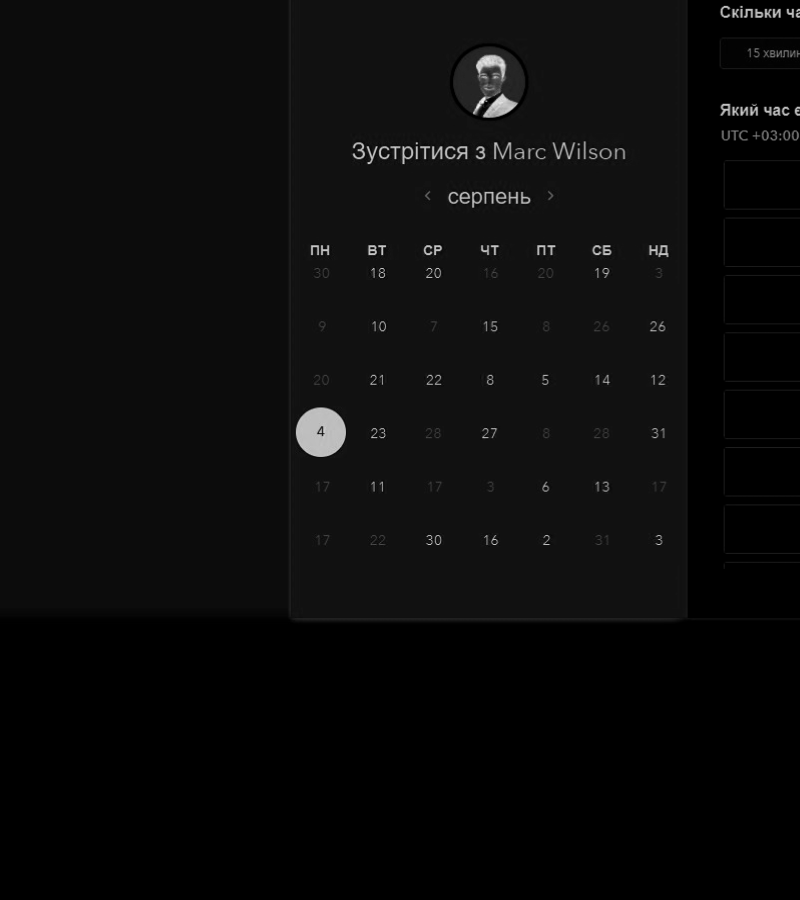 Скільки ча
15 хвилин
Який час є
UTC +03:00
Зустрітися з Marc Wilson
серпень
ПН ВТ СР ЧТ ПТ СБ НД
30 18 20 16 20 19 3
9 10 7 15 8 26 26
20 21 22 8 5 14 12
4 23 28 27 8 28 31
17 11 17 3 6 13 17
17 22 30 16 2 31 3